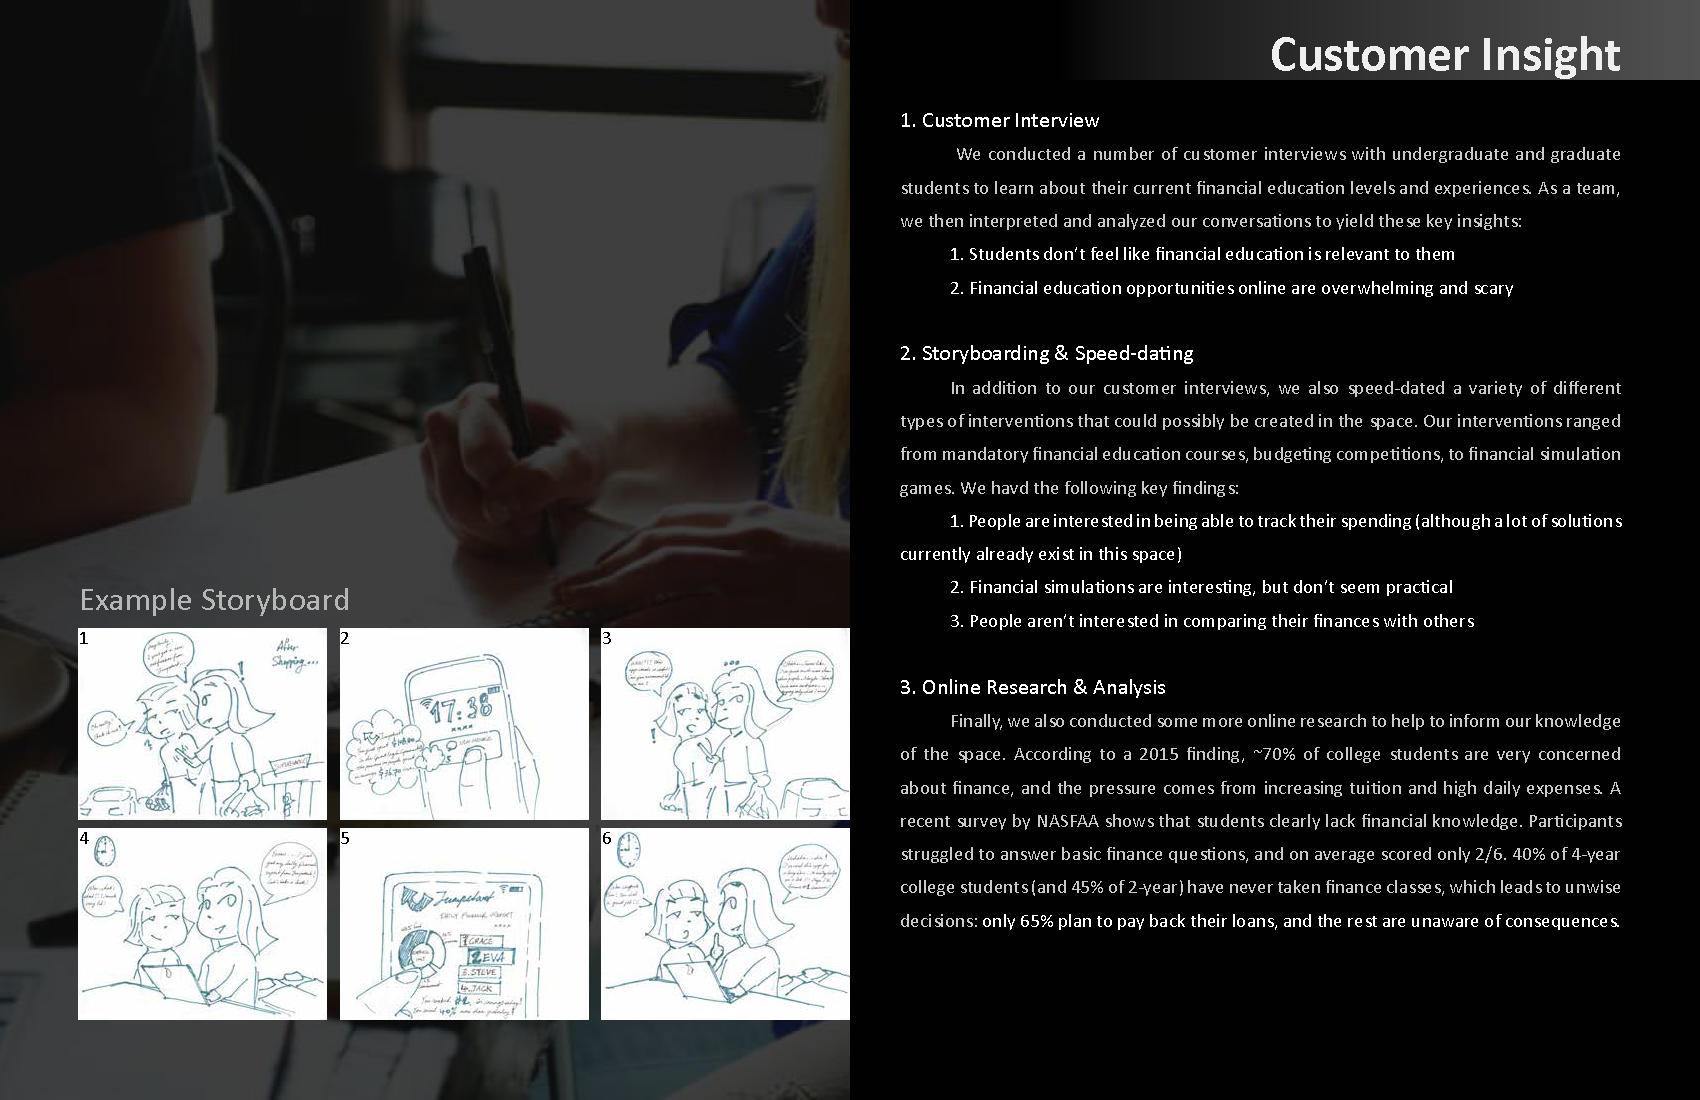 Customer Insight
1. Customer Interview
We conducted a number of customer interviews with undergraduate and graduate
students to learn about their current financial education levels and experiences. As a team,
we then interpreted and analyzed our conversations to yield these key insights:
1. Students don't feel like financial education is relevant to them
2. Financial education opportunities online are overwhelming and scary
2. Storyboarding & Speed-dating
In addition to our customer interviews, we also speed-dated a variety of different
types of interventions that could possibly be created in the space. Our interventions ranged
from mandatory financial education courses, budgeting competitions, to financial simulation
games. We havd the following key findings:
1. People are interested in being able to track their spending (although a lot of solutions
currently already exist in this space)
2. Financial simulations are interesting, but don't seem practical
3. People aren't interested in comparing their finances with others
3. Online Research & Analysis
Finally, we also conducted some more online research to help to inform our knowledge
of the space. According to a 2015 finding, ~70% of college students are very concerned
about finance, and the pressure comes from increasing tuition and high daily expenses. A
recent survey by NASFAA shows that students clearly lack financial knowledge. Participants
struggled to answer basic finance questions, and on average scored only 2/6. 40% of 4-year
college students (and 45% of 2-year) have never taken finance classes, which leads to unwise
decisions: only 65% plan to pay back their loans, and the rest are unaware of consequences.
Example Storyboard
1
After
Shopping...
2
17:38
3
4
5
Jumpstart
DAILY FINANCE REPORT
1 GRACE
2 EVA
3. STEVE
4. JACK
6